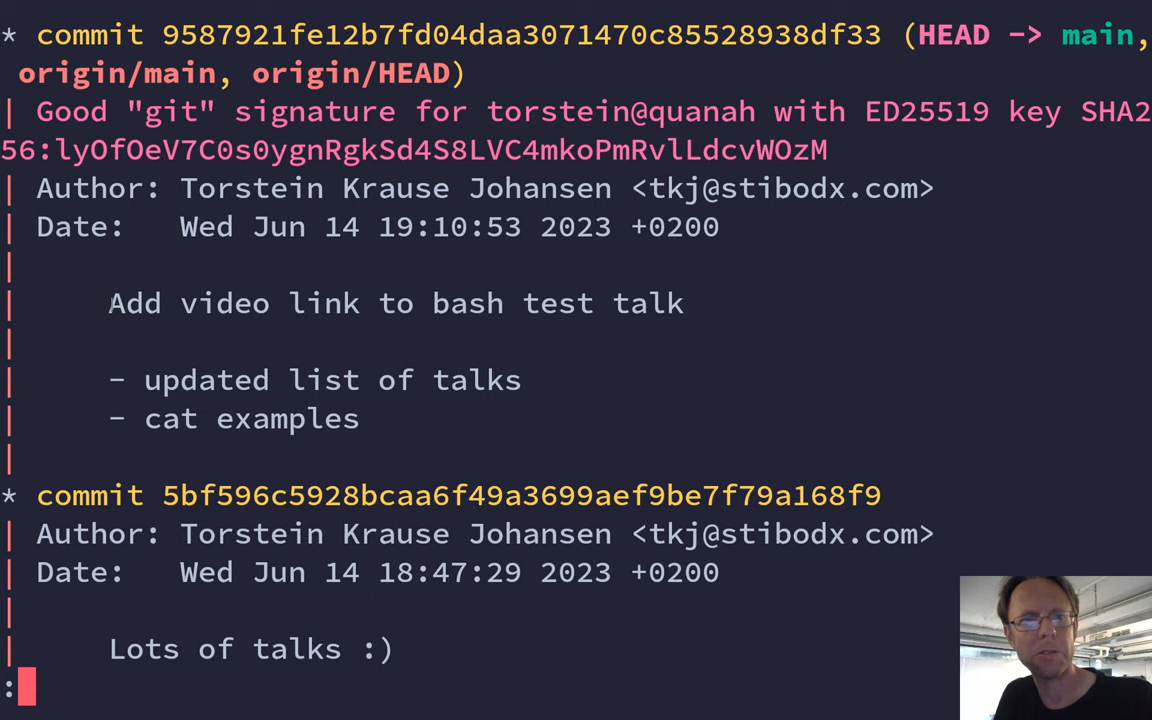 * commit 9587921fe12b7fd04daa3071470c85528938df33 (HEAD -> main,
origin/main, origin/HEAD)
| Good "git" signature for torstein@quanah with ED25519 key SHA2
56:lyOfOeV7C0s0ygnRgkSd4S8LVC4mkoPmRvlLdcvWOzM
| Author: Torstein Krause Johansen <tkj@stibodx.com>
| Date:   Wed Jun 14 19:10:53 2023 +0200
|
|     Add video link to bash test talk
|
|     - updated list of talks
|     - cat examples
|
* commit 5bf596c5928bcaa6f49a3699aef9be7f79a168f9
| Author: Torstein Krause Johansen <tkj@stibodx.com>
| Date:   Wed Jun 14 18:47:29 2023 +0200
|
|     Lots of talks :)
: